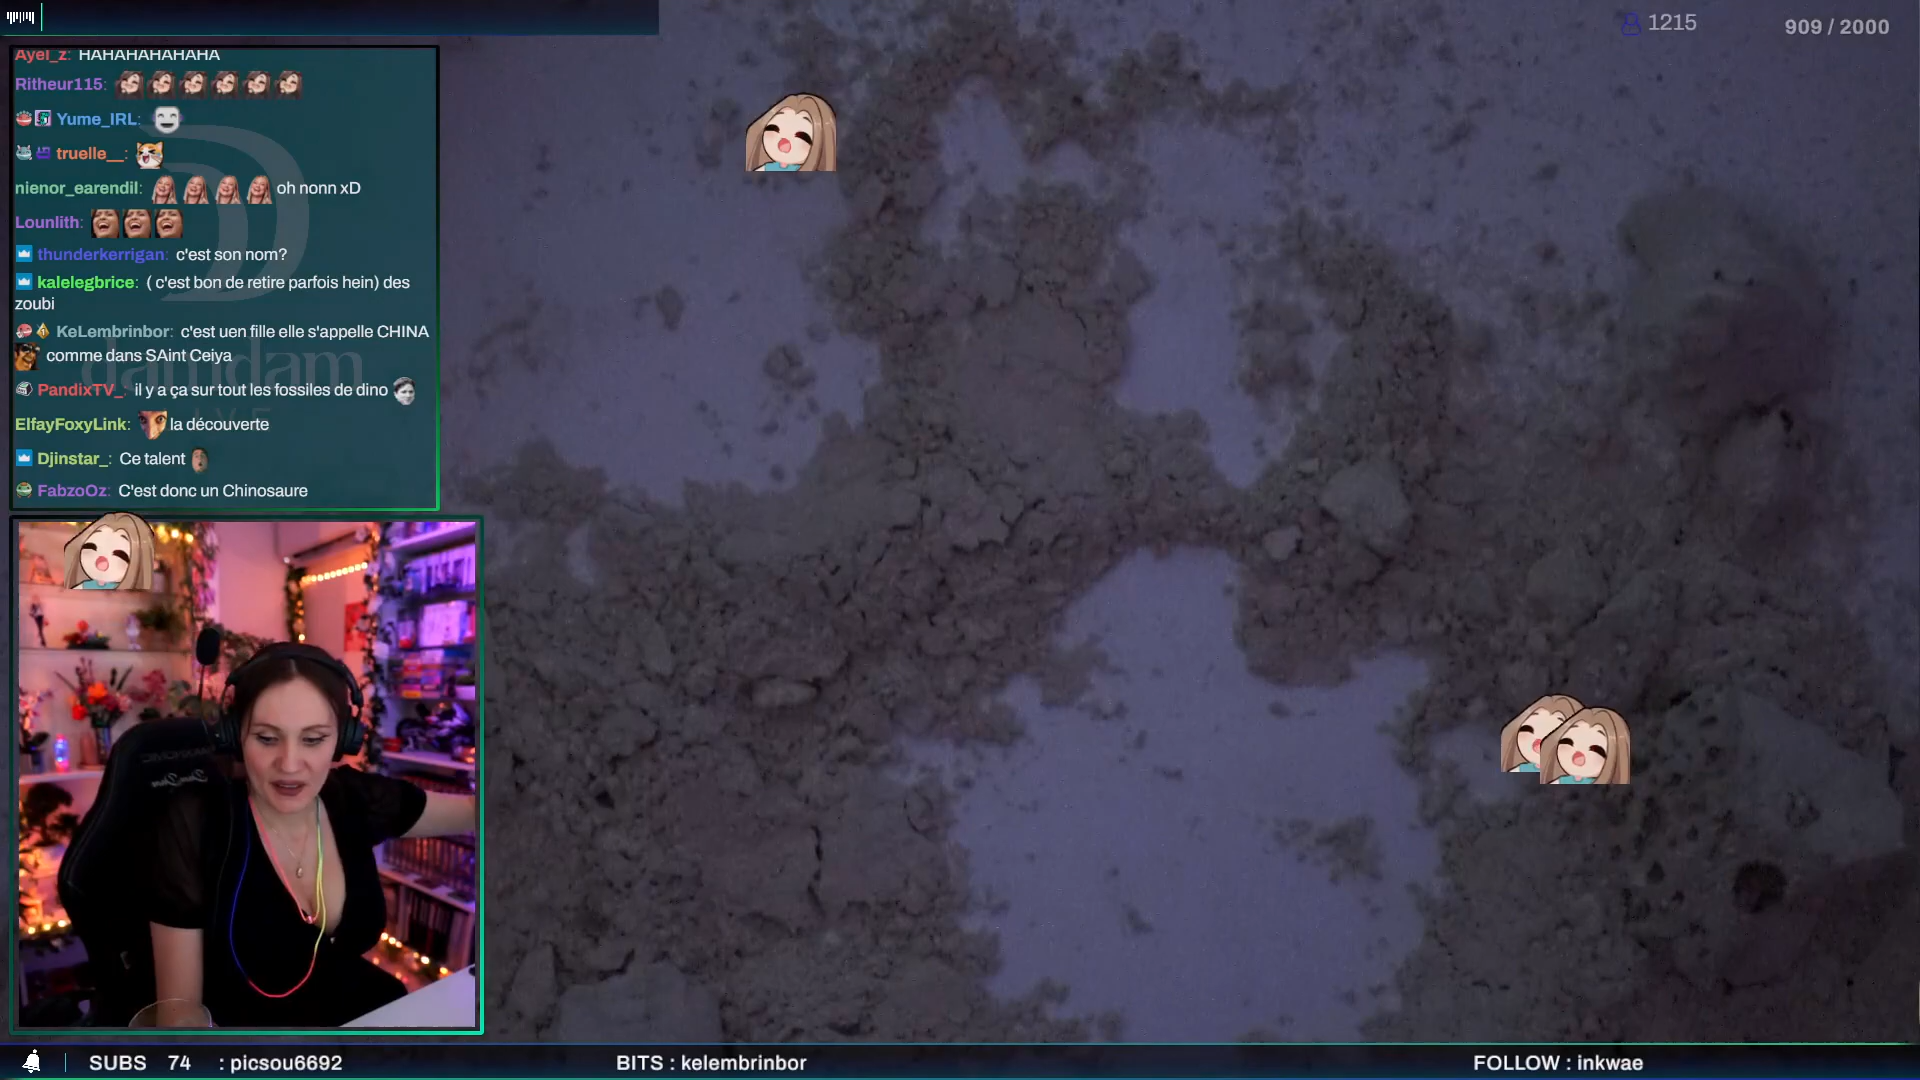 1215
909 / 2000
Ayel_z: HAHAHAHAHAHA
Ritheur115:
Yume_IRL:
truelle__:
nienor_earendil: oh nonn xD
Lounlith:
thunderkerrigan: c'est son nom?
kalelegbrice: ( c'est bon de retire parfois hein) des
zoubi
KeLembrinbor: c'est uen fille elle s'appelle CHINA
comme dans SAint Ceiya
PandixTV_: il y a ça sur tout les fossiles de dino
ElfayFoxyLink: la découverte
Djinstar_: Ce talent
FabzoOz: C'est donc un Chinosaure
damdam
LIVE
SUBS 74 : picsou6692
BITS : kelembrinbor
FOLLOW : inkwae